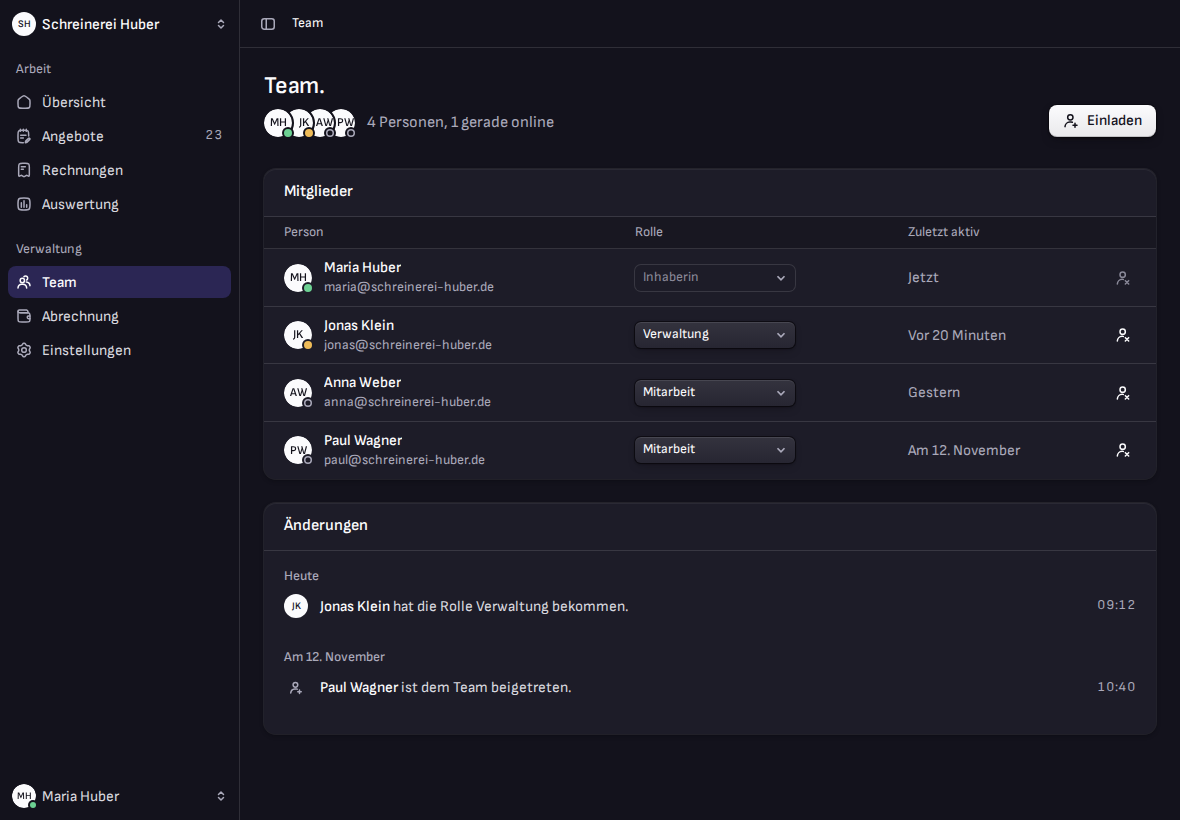 SH Schreinerei Huber
Arbeit
Übersicht
Angebote 23
Rechnungen
Auswertung
Verwaltung
Team
Abrechnung
Einstellungen
MH Maria Huber
Team
Team.
MH JK AW PW 4 Personen, 1 gerade online
Einladen
Mitglieder
Person Rolle Zuletzt aktiv
MH Maria Huber
maria@schreinerei-huber.de
Inhaberin
Jetzt
JK Jonas Klein
jonas@schreinerei-huber.de
Verwaltung
Vor 20 Minuten
AW Anna Weber
anna@schreinerei-huber.de
Mitarbeit
Gestern
PW Paul Wagner
paul@schreinerei-huber.de
Mitarbeit
Am 12. November
Änderungen
Heute
JK Jonas Klein hat die Rolle Verwaltung bekommen. 09:12
Am 12. November
Paul Wagner ist dem Team beigetreten. 10:40